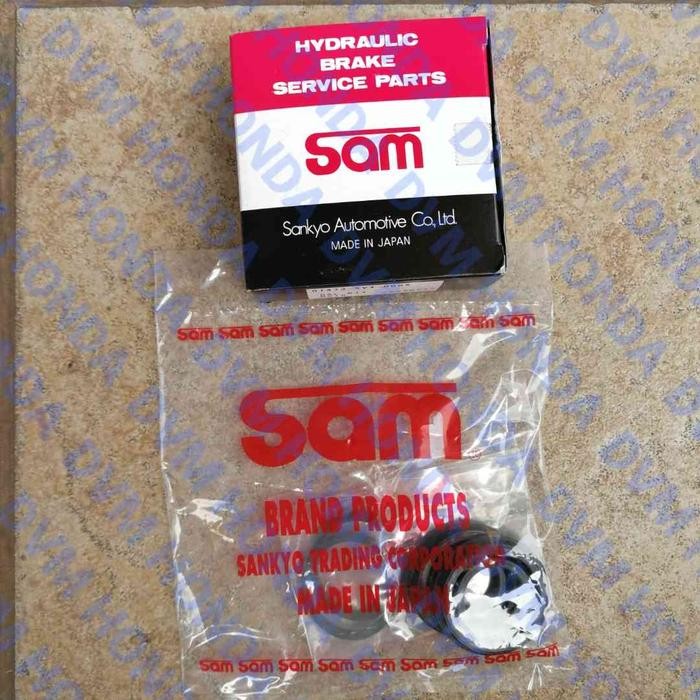 HYDRAULIC
BRAKE
SERVICE PARTS
Sam
Sankyo Automotive Co., Ltd.
MADE IN JAPAN
sam sam sam sam sam sam sam sam sam
sam
®
BRAND PRODUCTS
SANKYO TRADING CORPORATION
MADE IN JAPAN
sam sam sam sam sam sam sam sam sam
DVM HONDA